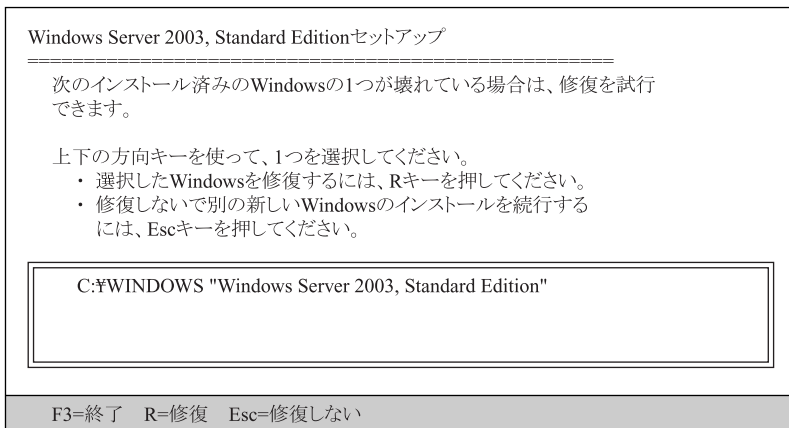 Windows Server 2003, Standard Editionセットアップ
====================================================
次のインストール済みのWindowsの1つが壊れている場合は、修復を試行
できます。
上下の方向キーを使って、1つを選択してください。
・ 選択したWindowsを修復するには、Rキーを押してください。
・ 修復しないで別の新しいWindowsのインストールを続行する
には、Escキーを押してください。
C:¥WINDOWS "Windows Server 2003, Standard Edition"
F3=終了 R=修復 Esc=修復しない